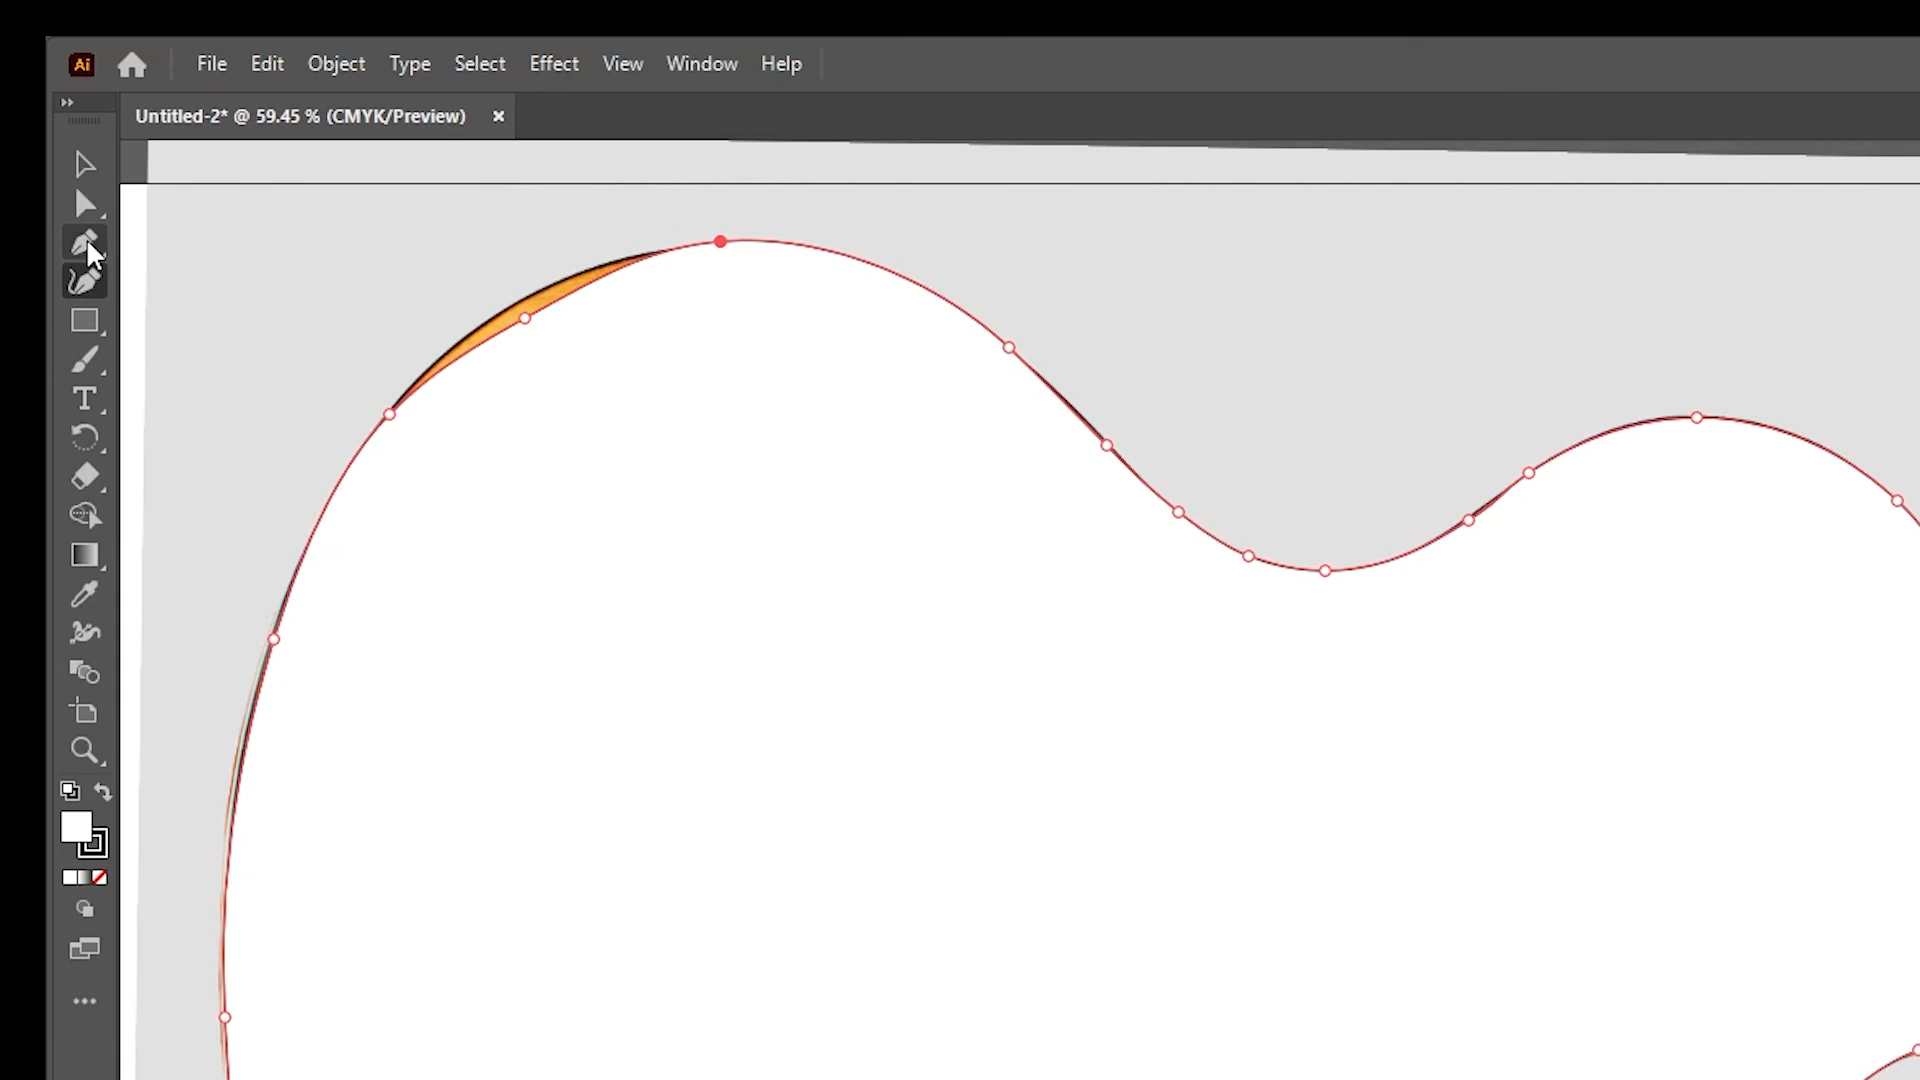 Ai File Edit Object Type Select Effect View Window Help
Untitled-2* @ 59.45 % (CMYK/Preview) ×
T